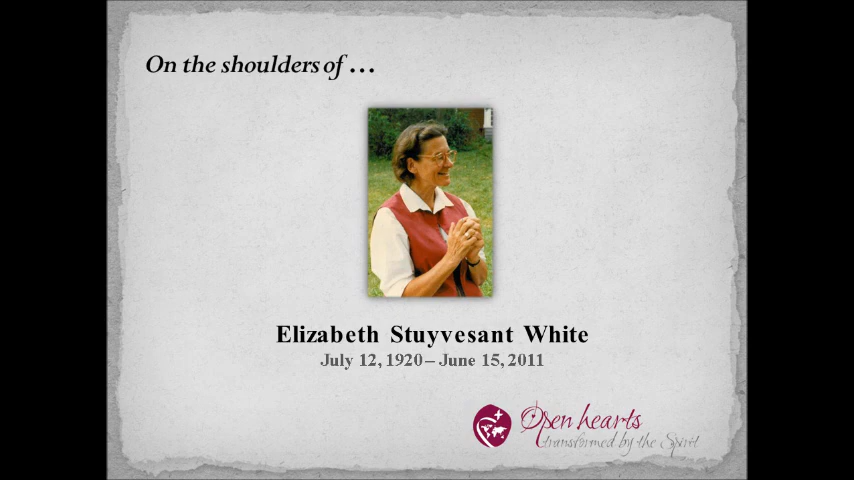 On the shoulders of ...
Elizabeth Stuyvesant White
July 12, 1920 – June 15, 2011
Open hearts
transformed by the Spirit